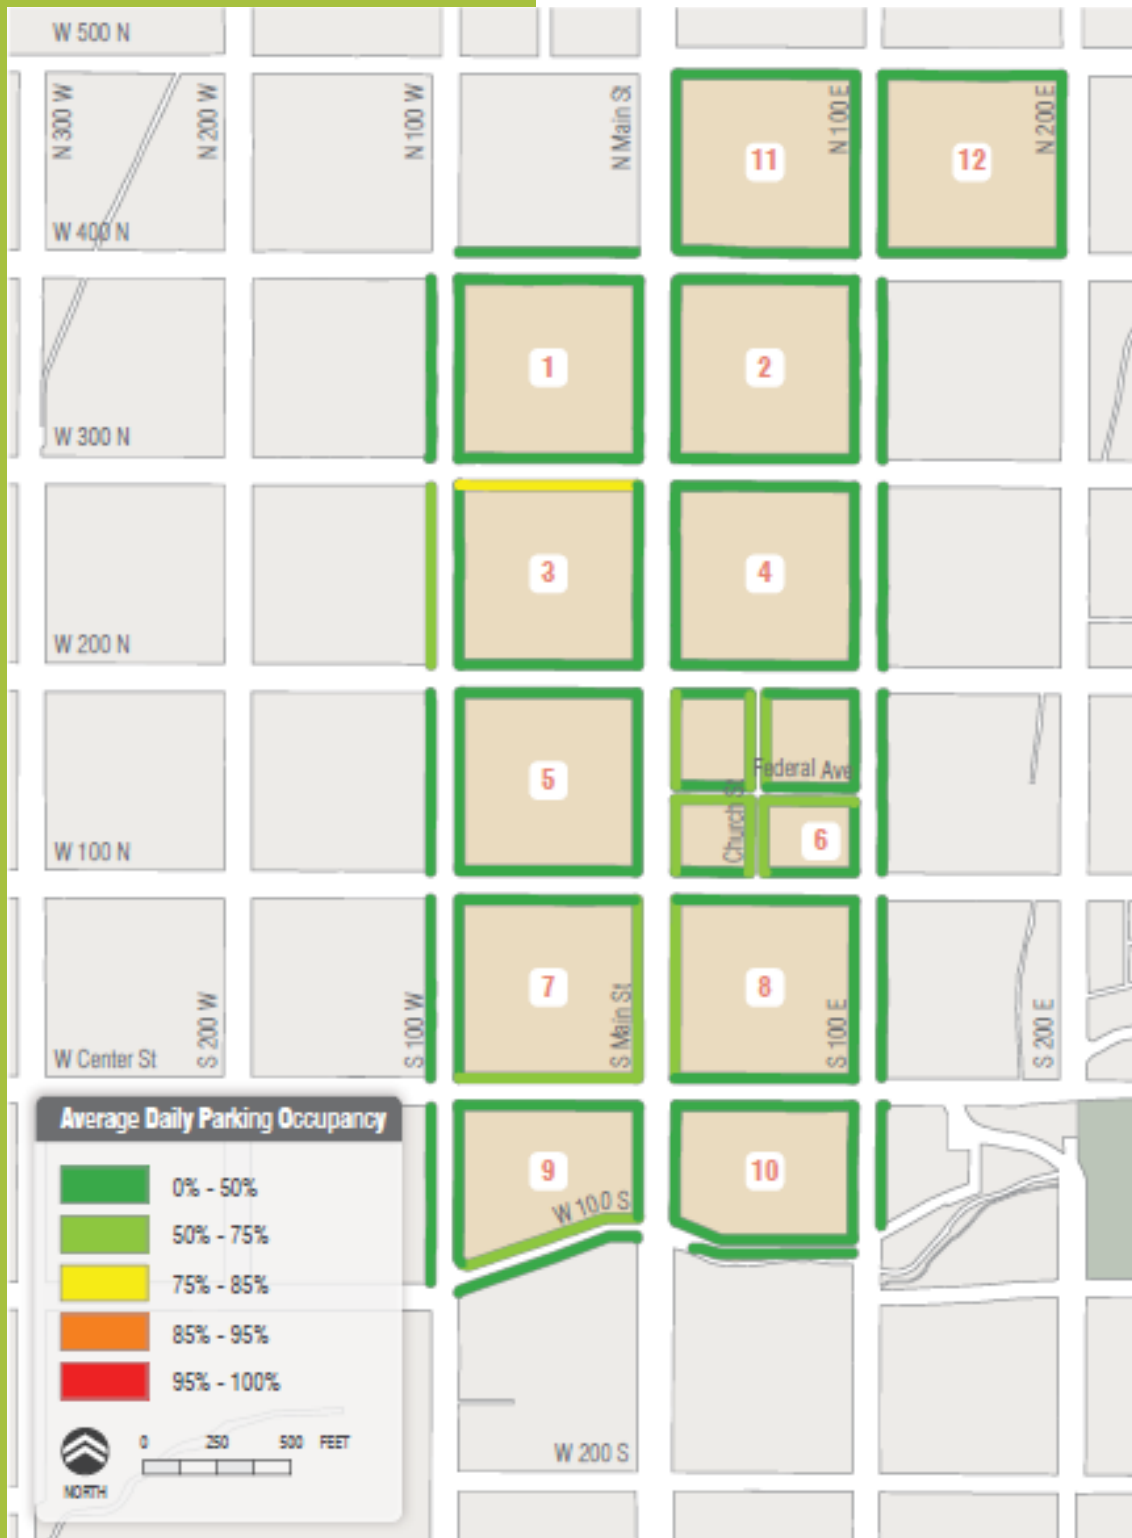 W 500 N
N 300 W
N 200 W
N 100 W
N Main St
N 100 E
N 200 E
11
12
W 400 N
1
2
W 300 N
3
4
W 200 N
5
Federal Ave
Church St
6
W 100 N
7
8
S 200 W
S 100 W
S Main St
S 100 E
S 200 E
W Center St
9
10
W 100 S
Average Daily Parking Occupancy
0% - 50%
50% - 75%
75% - 85%
85% - 95%
95% - 100%
0 250 500 FEET
NORTH
W 200 S